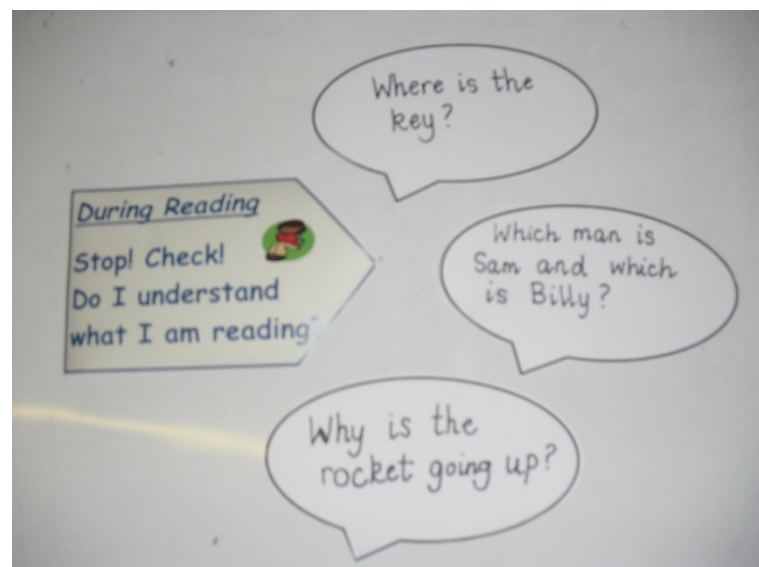 During Reading
Stop! Check!
Do I understand
what I am reading
Where is the
key?
Which man is
Sam and which
is Billy?
Why is the
rocket going up?